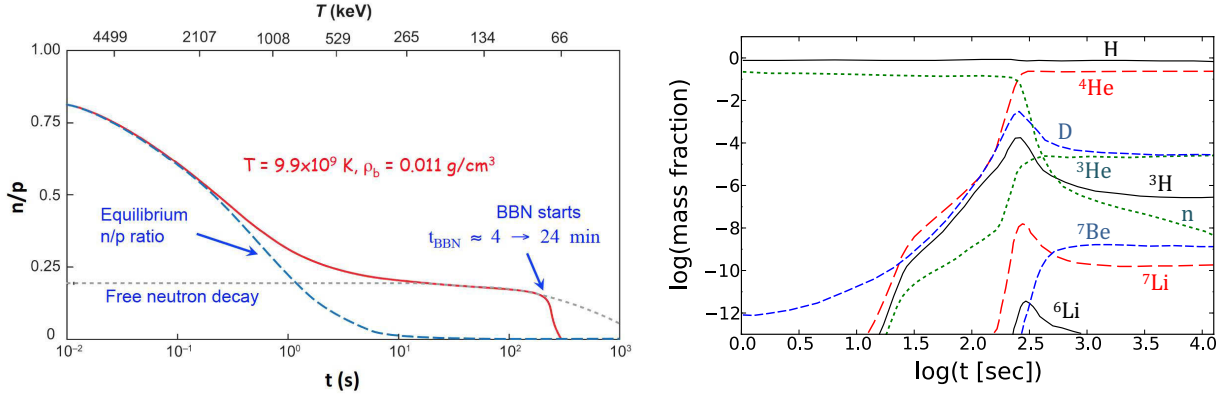 T (keV)
4499 2107 1008 529 265 134 66
1.00
0.75
n/p
0.5
0.25
0
T = 9.9x10⁹ K, ρb = 0.011 g/cm³
Equilibrium
n/p ratio
BBN starts
tBBN ≈ 4 → 24 min
Free neutron decay
10⁻² 10⁻¹ 10⁰ 10¹ 10² 10³
t (s)
log(mass fraction)
0
−2
−4
−6
−8
−10
−12
H
⁴He
D
³He
³H
n
⁷Be
⁷Li
⁶Li
0.0 0.5 1.0 1.5 2.0 2.5 3.0 3.5 4.0
log(t [sec])